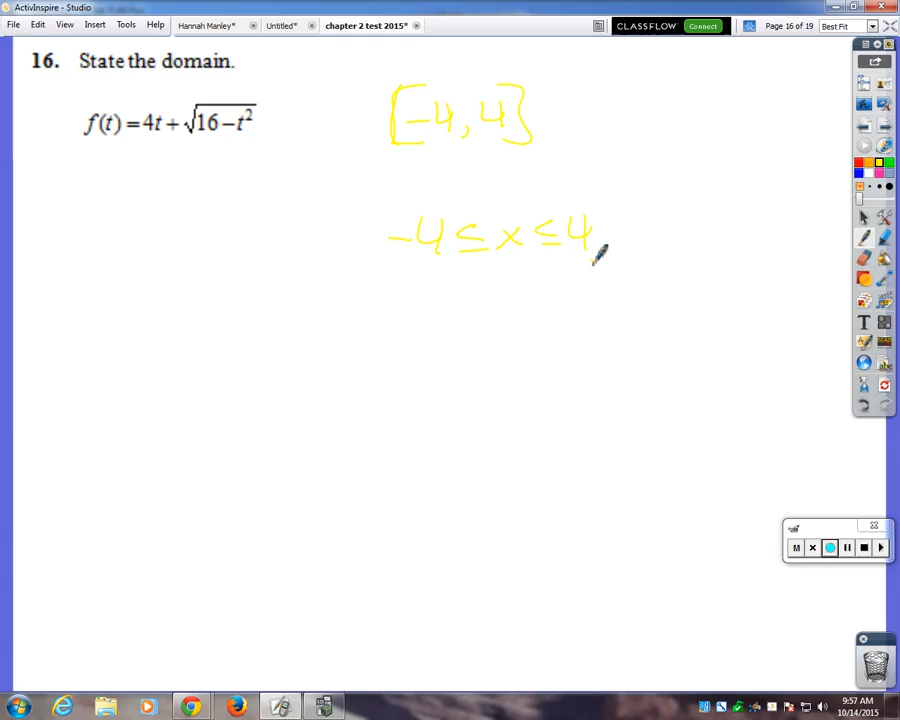 ActivInspire - Studio
File Edit View Insert Tools Help Hannah Manley* Untitled* chapter 2 test 2015* CLASSFLOW Connect Page 16 of 19 Best Fit
16. State the domain.
f(t) = 4t + √16 − t²
[-4, 4]
-4 ≤ x ≤ 4
M
9:57 AM
10/14/2015